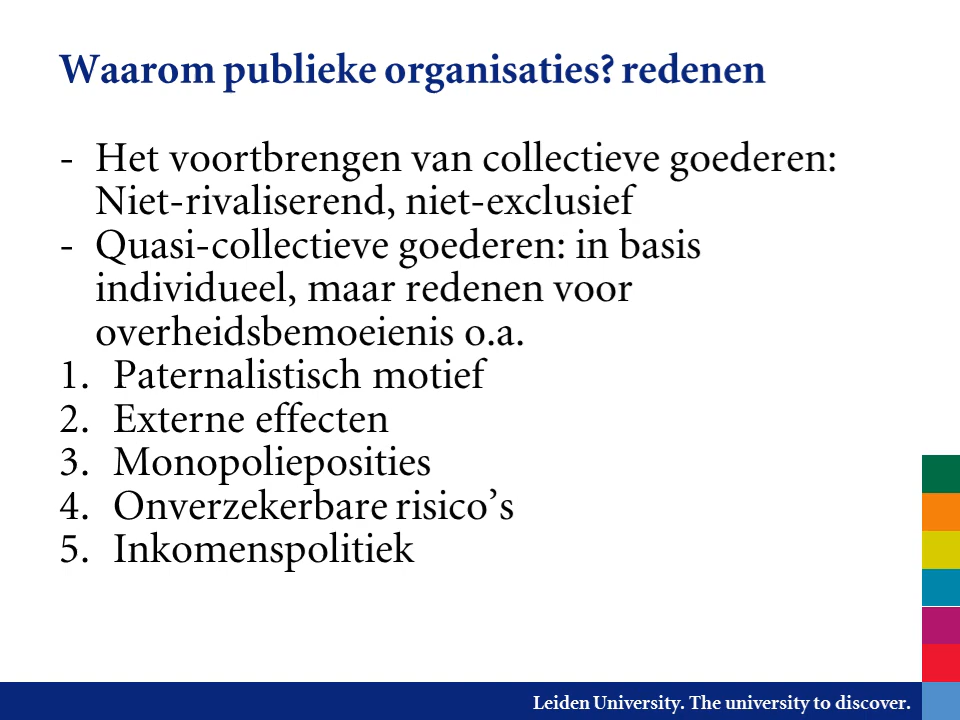 Waarom publieke organisaties? redenen
- Het voortbrengen van collectieve goederen:
Niet-rivaliserend, niet-exclusief
- Quasi-collectieve goederen: in basis
individueel, maar redenen voor
overheidsbemoeienis o.a.
1. Paternalistisch motief
2. Externe effecten
3. Monopolieposities
4. Onverzekerbare risico’s
5. Inkomenspolitiek
Leiden University. The university to discover.